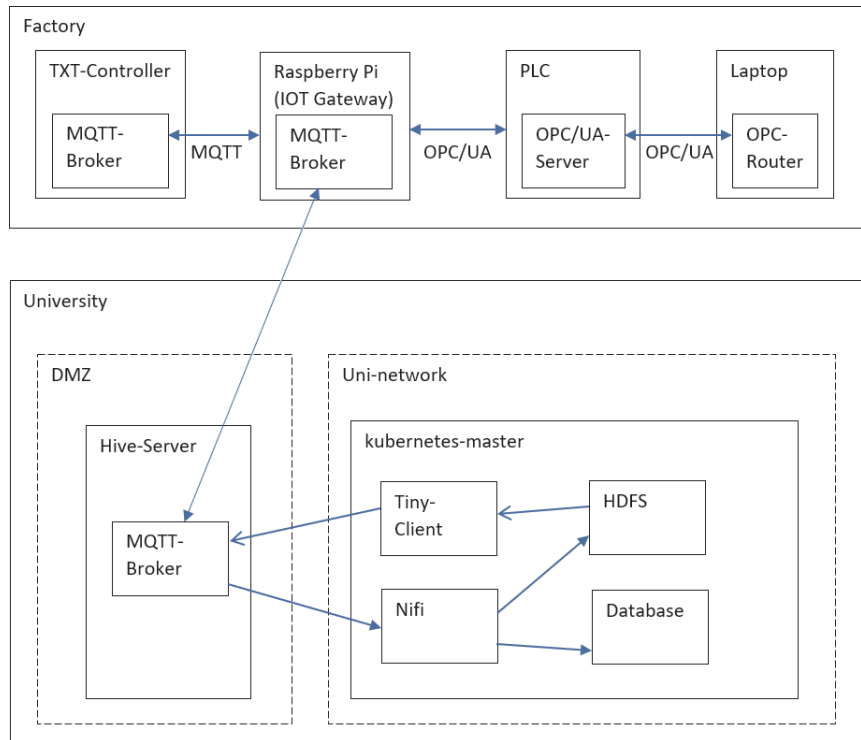 Factory
TXT-Controller
MQTT-
Broker
MQTT
Raspberry Pi
(IOT Gateway)
MQTT-
Broker
OPC/UA
PLC
OPC/UA-
Server
OPC/UA
Laptop
OPC-
Router
University
DMZ
Hive-Server
MQTT-
Broker
Uni-network
kubernetes-master
Tiny-
Client
HDFS
Nifi
Database